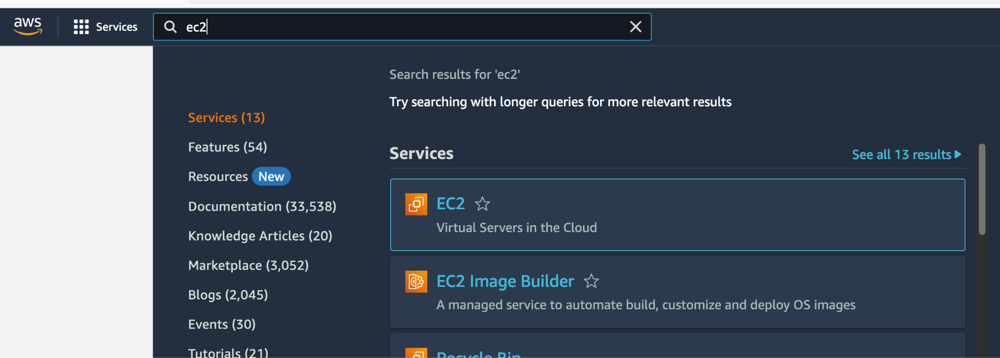 aws
Services
ec2
Search results for 'ec2'
Try searching with longer queries for more relevant results
Services (13)
Features (54)
Resources New
Documentation (33,538)
Knowledge Articles (20)
Marketplace (3,052)
Blogs (2,045)
Events (30)
Tutorials (21)
Services
See all 13 results
EC2
Virtual Servers in the Cloud
EC2 Image Builder
A managed service to automate build, customize and deploy OS images
Recycle Bin